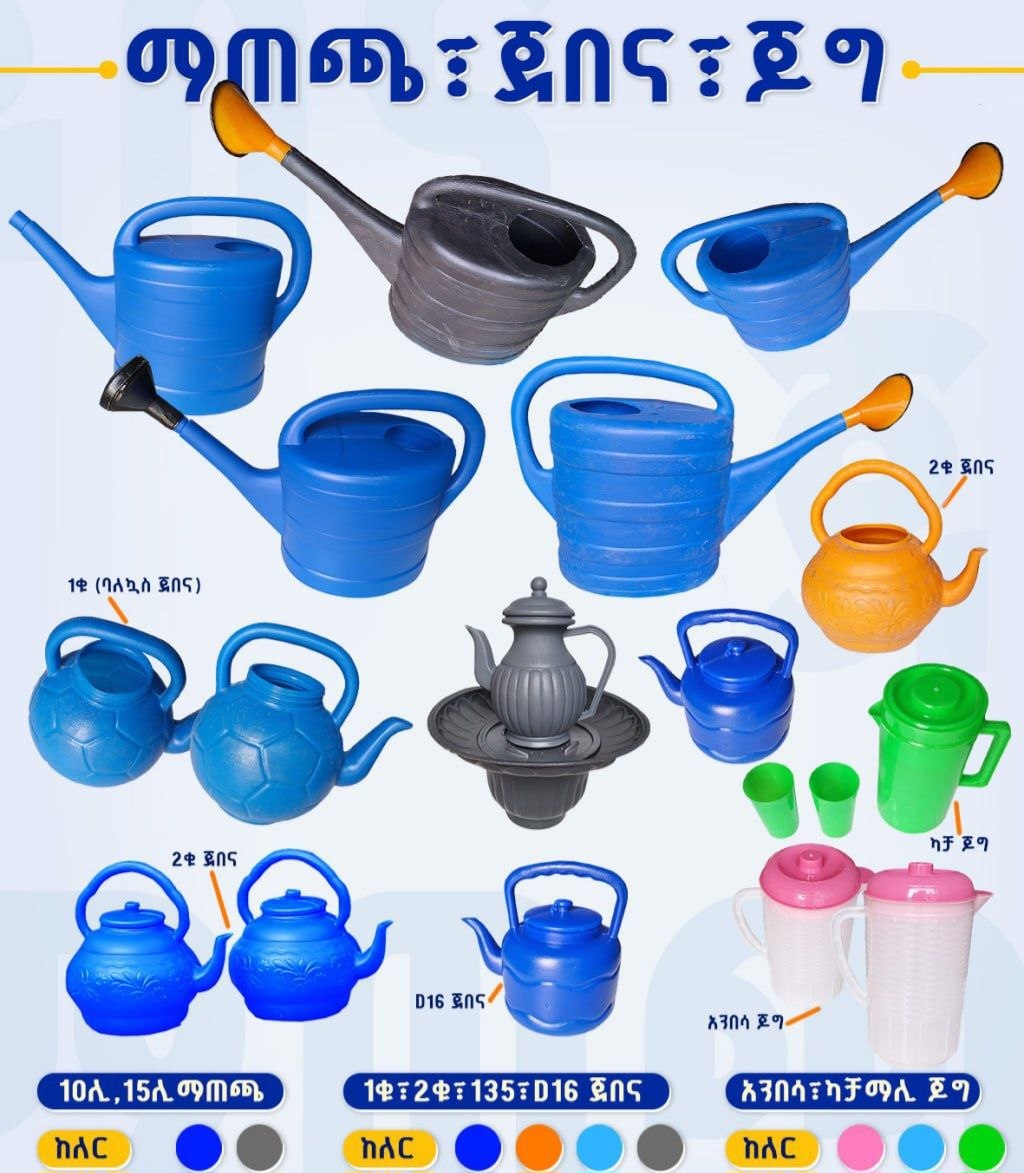 ማጠጫ፣ጀበና፣ጆግ
2ቁ ጀበና
1ቁ (ባለኳስ ጀበና)
ካቻ ጆግ
2ቁ ጀበና
D16 ጀበና
አንበሳ ጆግ
10ሊ,15ሊ ማጠጫ
1ቁ፣2ቁ፣135፣D16 ጀበና
አንበሳ፣ካቻማሊ ጆግ
ከለር
ከለር
ከለር